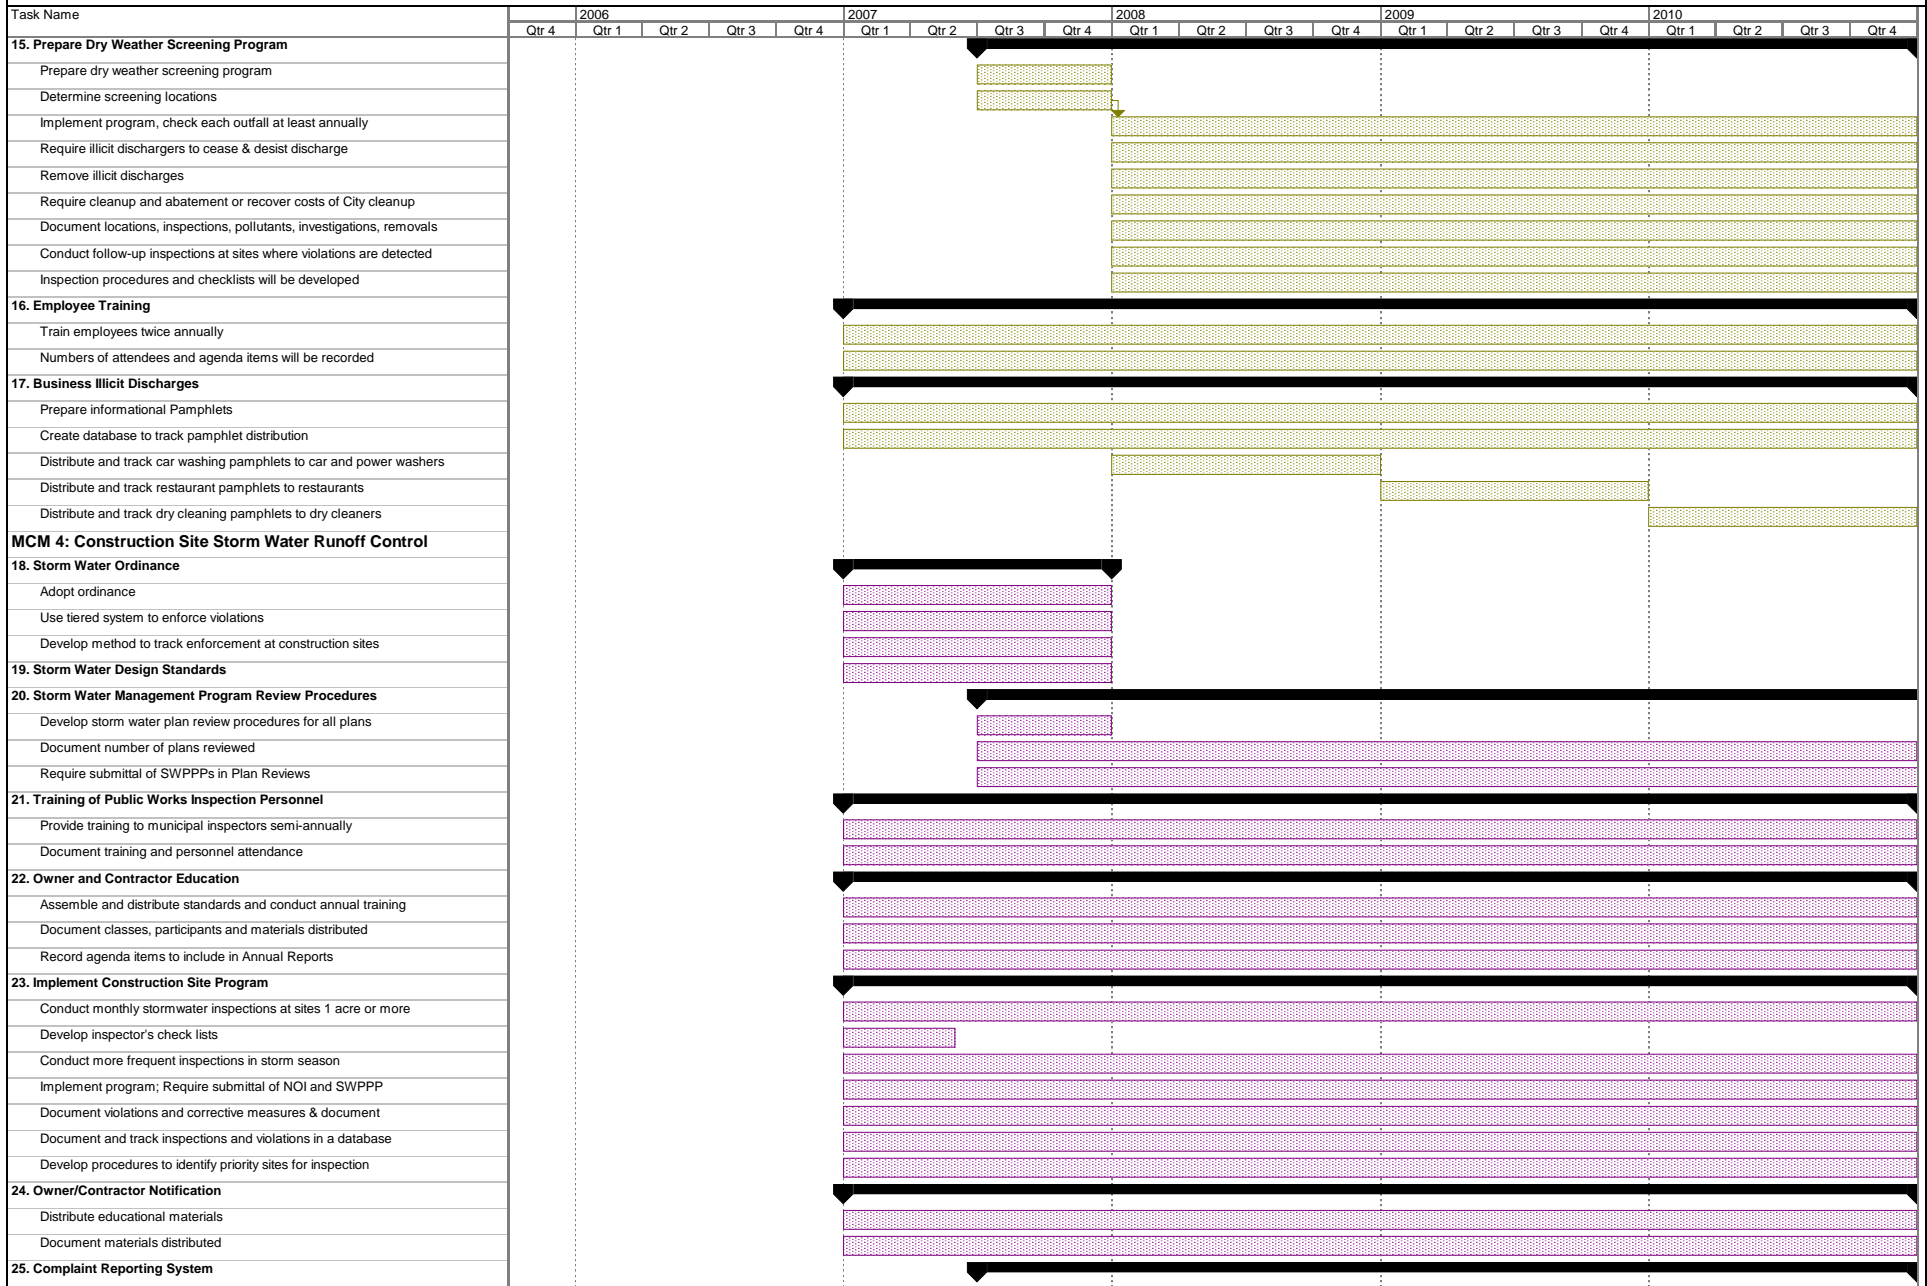 Task Name 2006 2007 2008 2009 2010
Qtr 4 Qtr 1 Qtr 2 Qtr 3 Qtr 4 Qtr 1 Qtr 2 Qtr 3 Qtr 4 Qtr 1 Qtr 2 Qtr 3 Qtr 4 Qtr 1 Qtr 2 Qtr 3 Qtr 4 Qtr 1 Qtr 2 Qtr 3 Qtr 4
15. Prepare Dry Weather Screening Program
Prepare dry weather screening program
Determine screening locations
Implement program, check each outfall at least annually
Require illicit dischargers to cease & desist discharge
Remove illicit discharges
Require cleanup and abatement or recover costs of City cleanup
Document locations, inspections, pollutants, investigations, removals
Conduct follow-up inspections at sites where violations are detected
Inspection procedures and checklists will be developed
16. Employee Training
Train employees twice annually
Numbers of attendees and agenda items will be recorded
17. Business Illicit Discharges
Prepare informational Pamphlets
Create database to track pamphlet distribution
Distribute and track car washing pamphlets to car and power washers
Distribute and track restaurant pamphlets to restaurants
Distribute and track dry cleaning pamphlets to dry cleaners
MCM 4: Construction Site Storm Water Runoff Control
18. Storm Water Ordinance
Adopt ordinance
Use tiered system to enforce violations
Develop method to track enforcement at construction sites
19. Storm Water Design Standards
20. Storm Water Management Program Review Procedures
Develop storm water plan review procedures for all plans
Document number of plans reviewed
Require submittal of SWPPPs in Plan Reviews
21. Training of Public Works Inspection Personnel
Provide training to municipal inspectors semi-annually
Document training and personnel attendance
22. Owner and Contractor Education
Assemble and distribute standards and conduct annual training
Document classes, participants and materials distributed
Record agenda items to include in Annual Reports
23. Implement Construction Site Program
Conduct monthly stormwater inspections at sites 1 acre or more
Develop inspector's check lists
Conduct more frequent inspections in storm season
Implement program; Require submittal of NOI and SWPPP
Document violations and corrective measures & document
Document and track inspections and violations in a database
Develop procedures to identify priority sites for inspection
24. Owner/Contractor Notification
Distribute educational materials
Document materials distributed
25. Complaint Reporting System